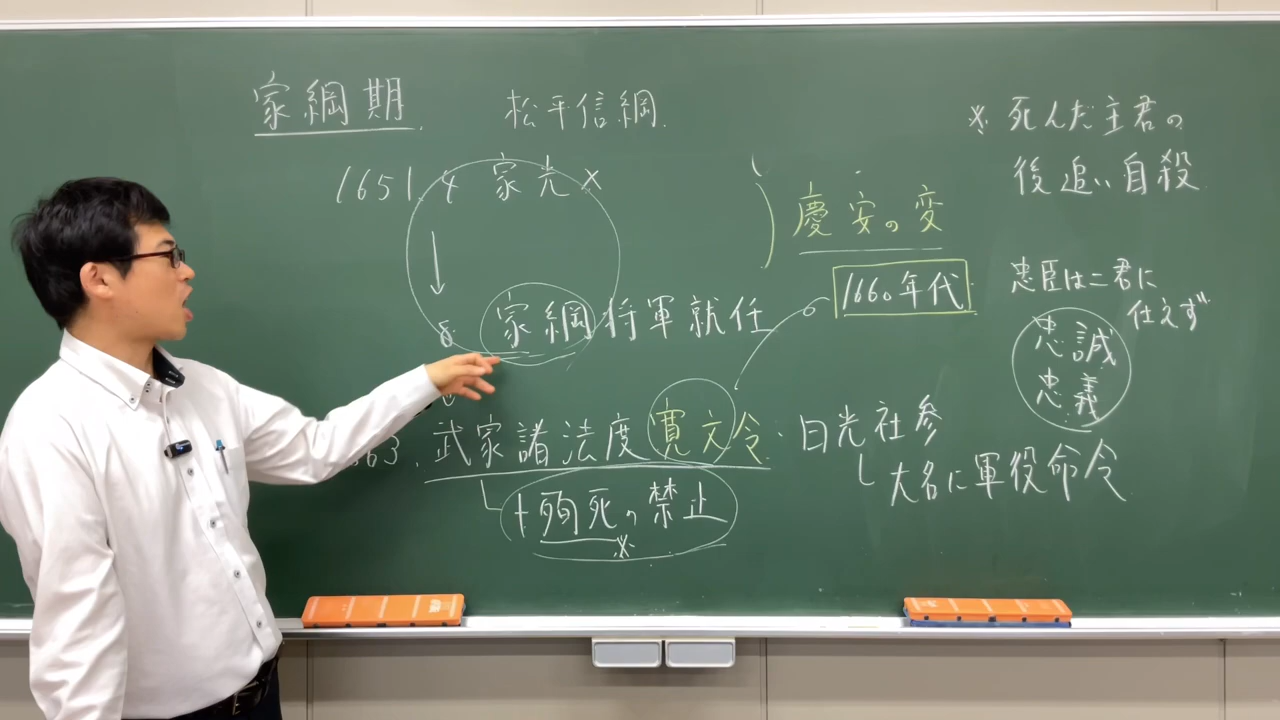 家綱期
松平信綱
1651.4 家光 ×
↓
8 家綱 将軍就任
慶安の変
1660年代
63. 武家諸法度 寛文令・日光社参
大名に軍役命令
+ 殉死の禁止
※
※ 死んだ主君の
後追い自殺
忠臣は二君に
仕えず
忠誠
忠義